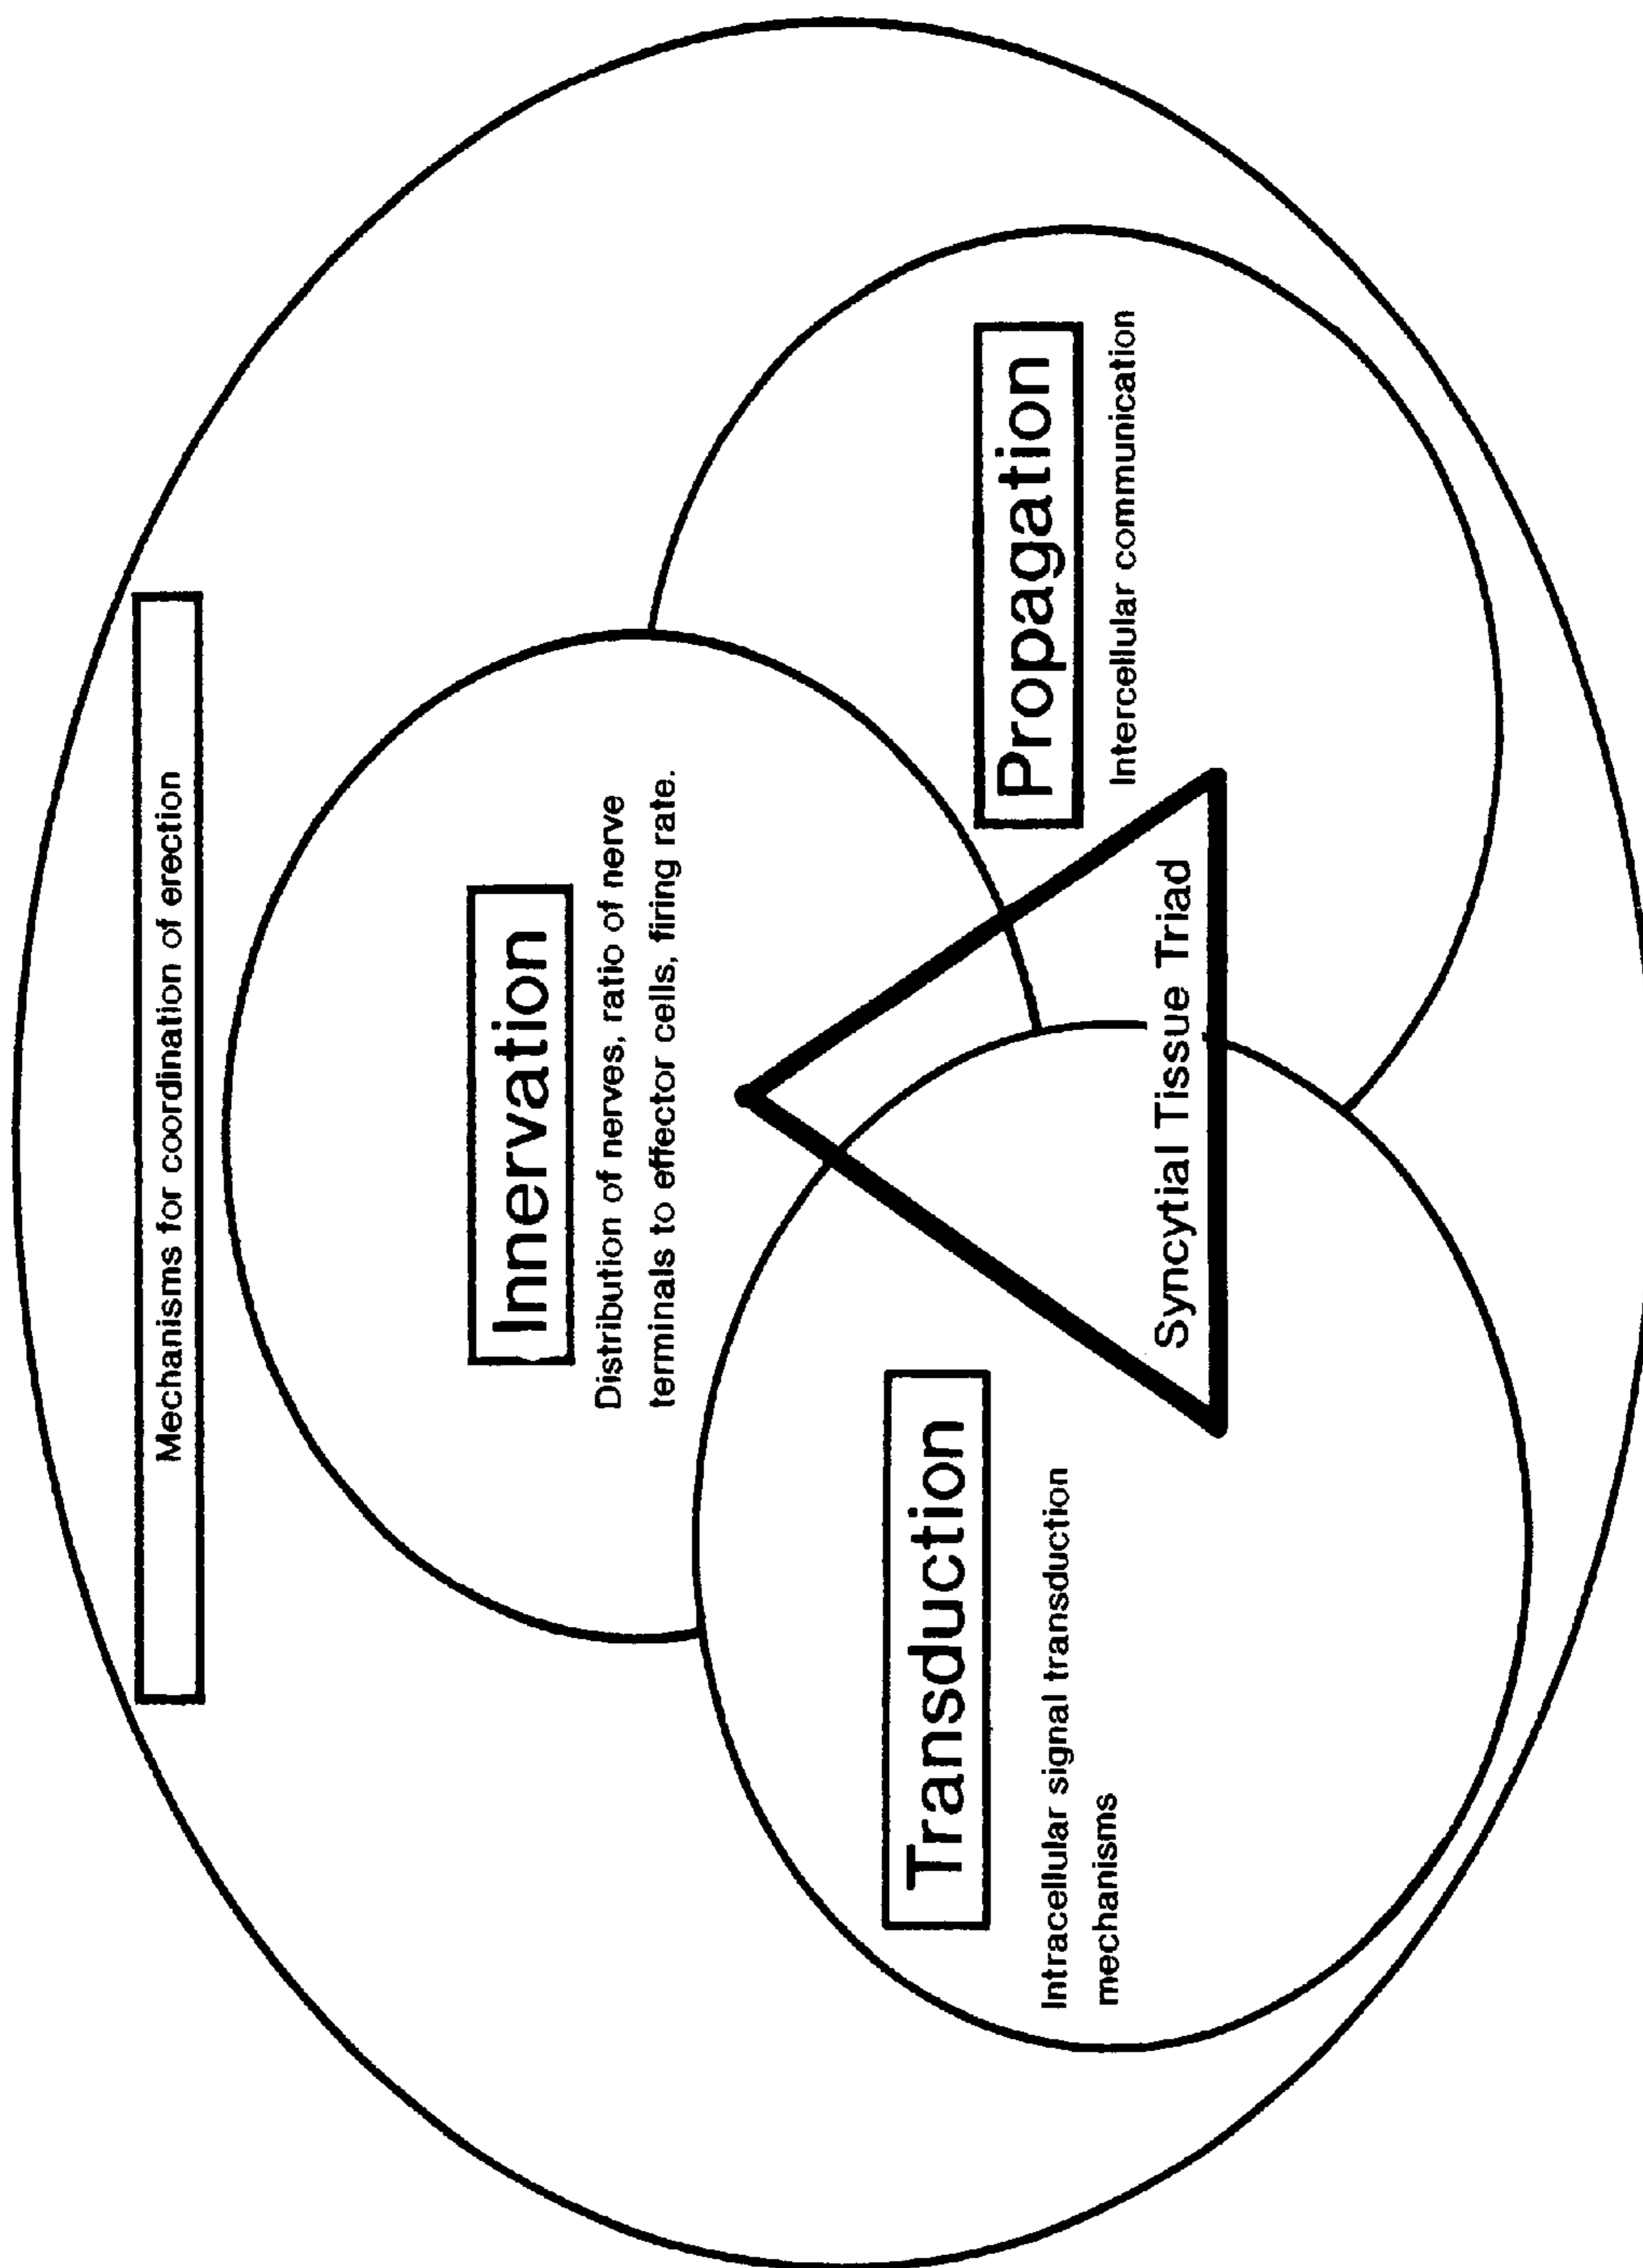 Mechanisms for coordination of erection
Innervation
Distribution of nerves, ratio of nerve
terminals to effector cells, firing rate.
Transduction
Intracellular signal transduction
mechanisms
Propagation
Intercellular communication
Syncytial Tissue Triad